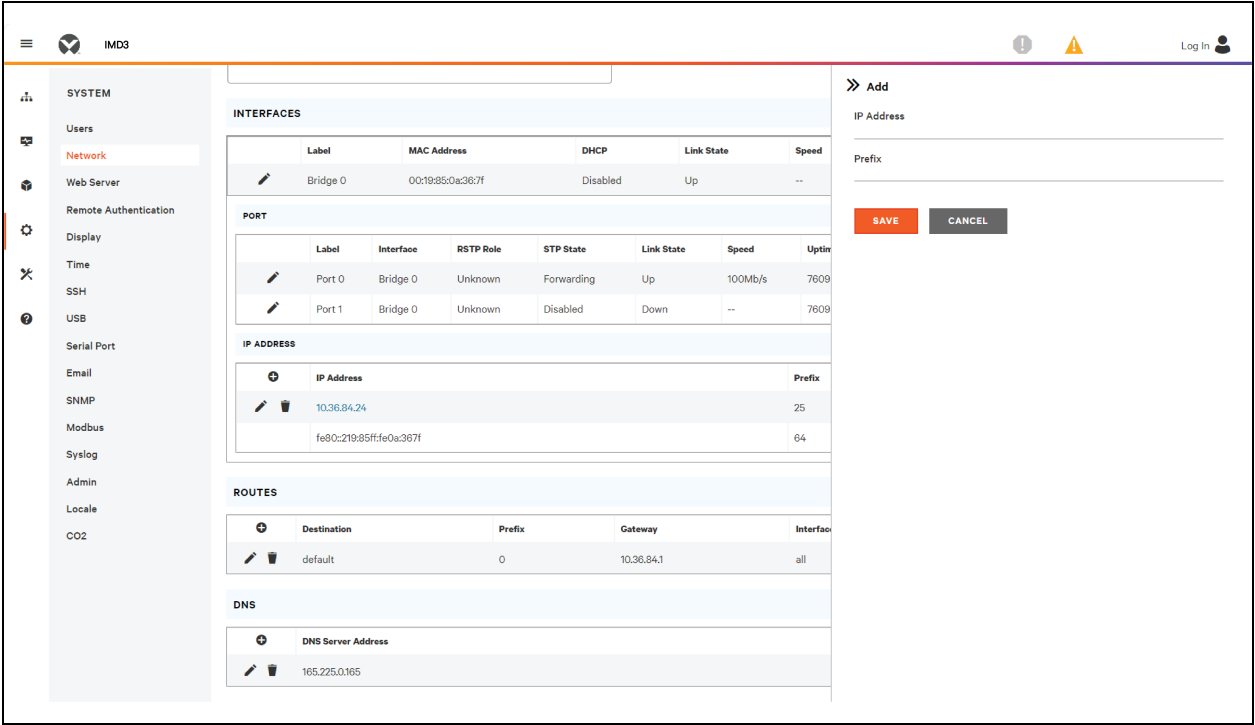 IMD3
Log In
SYSTEM
Users
Network
Web Server
Remote Authentication
Display
Time
SSH
USB
Serial Port
Email
SNMP
Modbus
Syslog
Admin
Locale
CO2
INTERFACES
Label MAC Address DHCP Link State Speed
Bridge 0 00:19:85:0a:36:7f Disabled Up --
PORT
Label Interface RSTP Role STP State Link State Speed Uptim
Port 0 Bridge 0 Unknown Forwarding Up 100Mb/s 7609
Port 1 Bridge 0 Unknown Disabled Down -- 7609
IP ADDRESS
IP Address Prefix
10.36.84.24 25
fe80::219:85ff:fe0a:367f 64
ROUTES
Destination Prefix Gateway Interface
default 0 10.36.84.1 all
DNS
DNS Server Address
165.225.0.165
Add
IP Address
Prefix
SAVE CANCEL